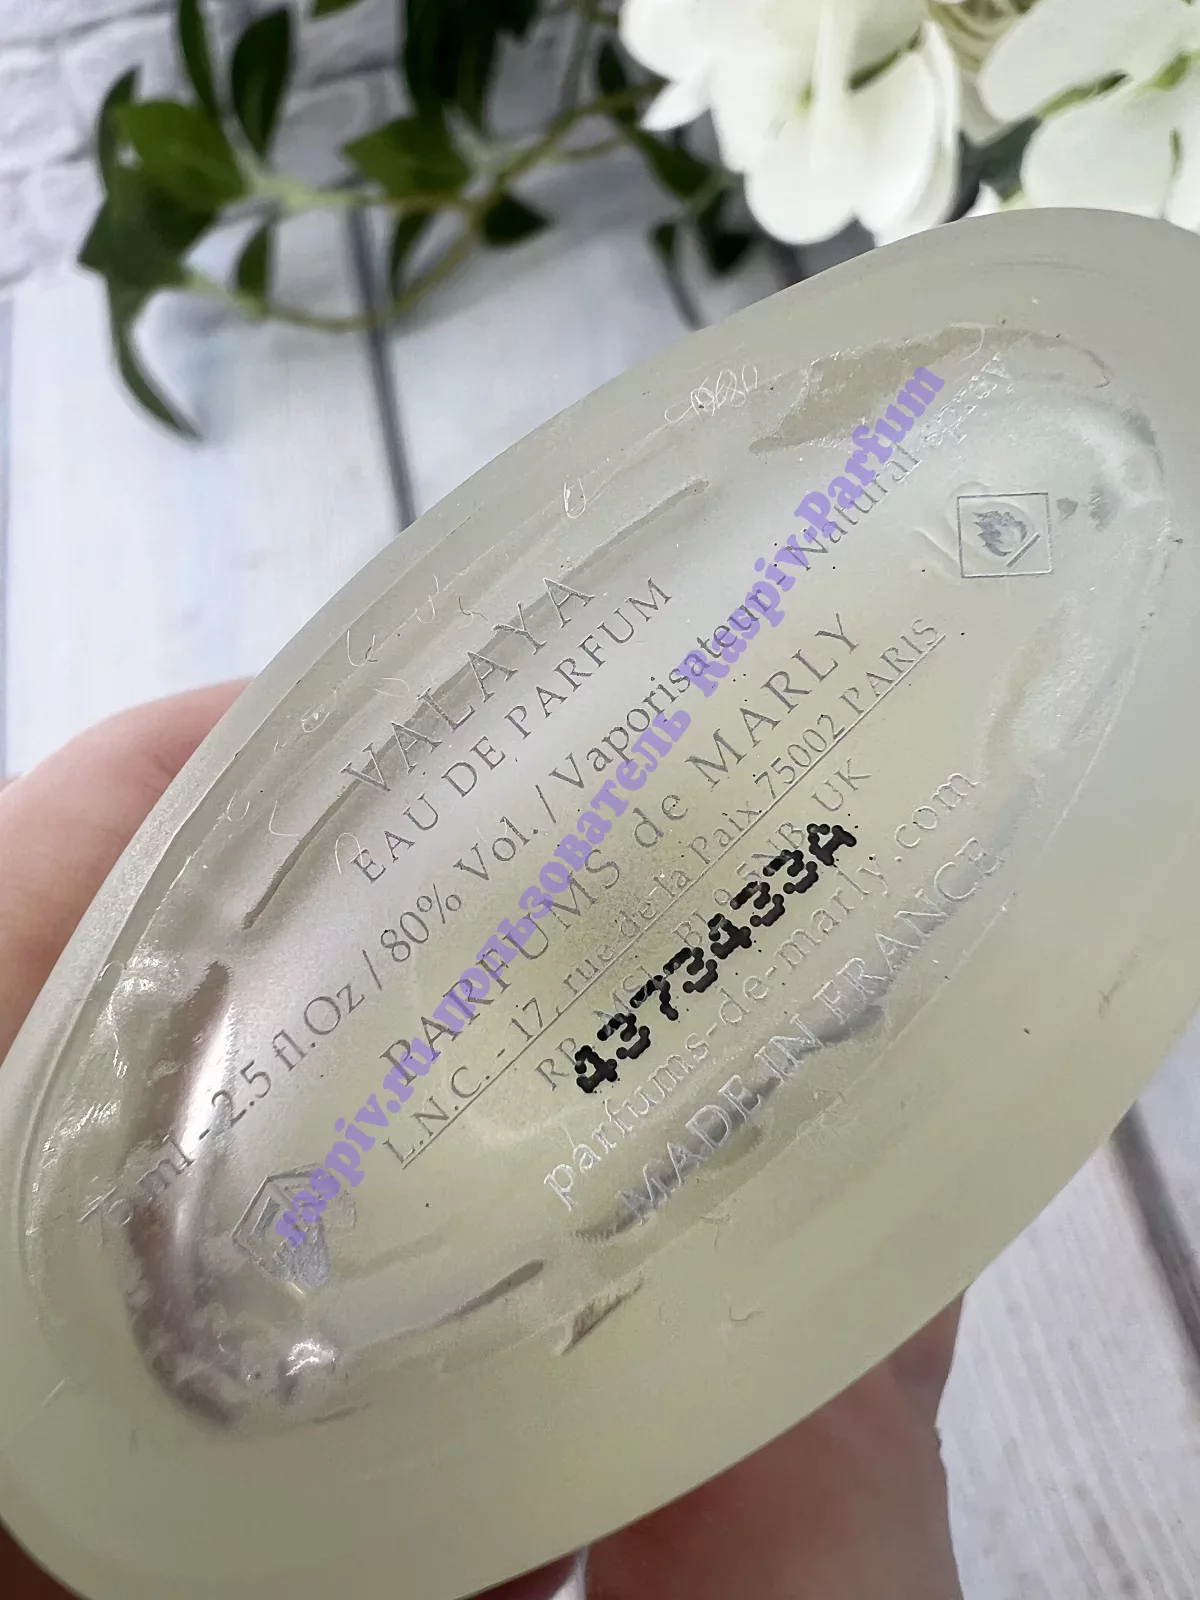 VALAYA
EAU DE PARFUM
75 ml - 2.5 fl.Oz / 80% Vol. / Vaporisateur - Natural spray
PARFUMS de MARLY
L.N.C. - 17, rue de la Paix 75002 PARIS
RP - MSL - BL9 5NB, UK
parfums-de-marly.com
MADE IN FRANCE
4373433A
raspiv.ru пользователь Raspiv-Parfum